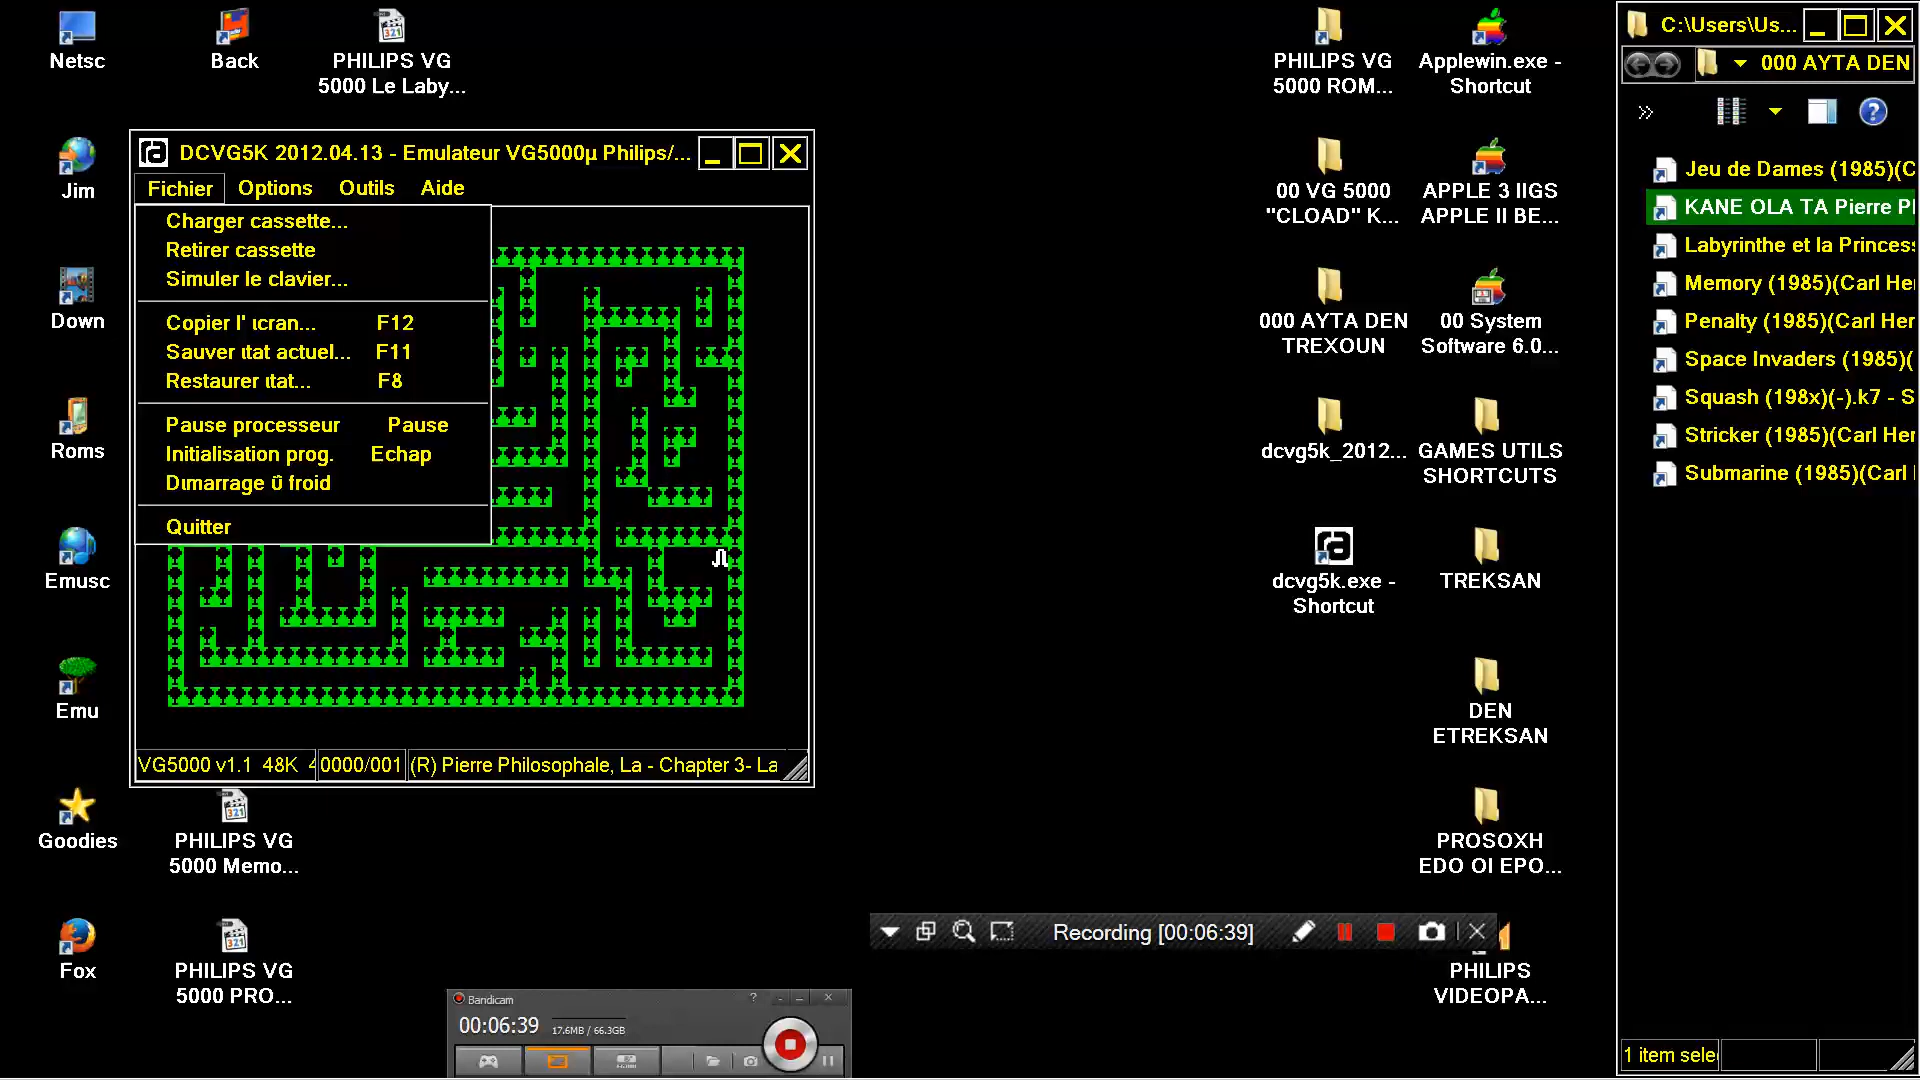 Netsc
Back
PHILIPS VG
5000 Le Laby...
Jim
Down
Roms
Emusc
Emu
Goodies
Fox
DCVG5K 2012.04.13 - Emulateur VG5000µ Philips/...
Fichier Options Outils Aide
Charger cassette...
Retirer cassette
Simuler le clavier...
Copier l' ιcran... F12
Sauver ιtat actuel... F11
Restaurer ιtat... F8
Pause processeur Pause
Initialisation prog. Echap
Dιmarrage ΰ froid
Quitter
VG5000 v1.1 48K 4
0000/001
(R) Pierre Philosophale, La - Chapter 3- La
PHILIPS VG
5000 Memo...
PHILIPS VG
5000 PRO...
PHILIPS VG
5000 ROM...
Applewin.exe -
Shortcut
00 VG 5000
"CLOAD" K...
APPLE 3 IIGS
APPLE II BE...
000 AYTA DEN
TREXOUN
00 System
Software 6.0...
dcvg5k_2012...
GAMES UTILS
SHORTCUTS
dcvg5k.exe -
Shortcut
TREKSAN
DEN
ETREKSAN
PROSOXH
EDO OI EPO...
PHILIPS
VIDEOPA...
Recording [00:06:39]
Bandicam
00:06:39
17.6MB / 66.3GB
C:\Users\Us...
000 AYTA DEN
Jeu de Dames (1985)(C
KANE OLA TA Pierre P
Labyrinthe et la Princes
Memory (1985)(Carl He
Penalty (1985)(Carl Her
Space Invaders (1985)(
Squash (198x)(-).k7 - S
Stricker (1985)(Carl Her
Submarine (1985)(Carl
1 item sele